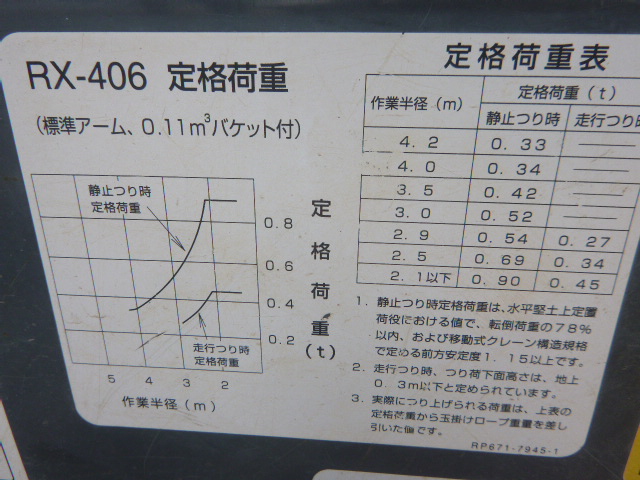 RX-406 定格荷重
(標準アーム、0.11m³バケット付)
静止つり時
定格荷重
走行つり時
定格荷重
0.8
0.6
0.4
0.2
定格荷重(t)
5 4 3 2
作業半径(m)
定格荷重表
作業半径(m) 定格荷重(t)
静止つり時 走行つり時
4.2 0.33 ——
4.0 0.34 ——
3.5 0.42 ——
3.0 0.52 ——
2.9 0.54 0.27
2.5 0.69 0.34
2.1以下 0.90 0.45
1. 静止つり時定格荷重は、水平堅土上定置
荷役における値で、転倒荷重の78%
以内、および移動式クレーン構造規格
で定める前方安定度1.15以上です。
2. 走行つり時、つり荷下面高さは、地上
0.3m以下と定められています。
3. 実際につり上げられる荷重は、上表の
定格荷重から玉掛けロープ重量を差し
引いた値です。
RP671-7945-1